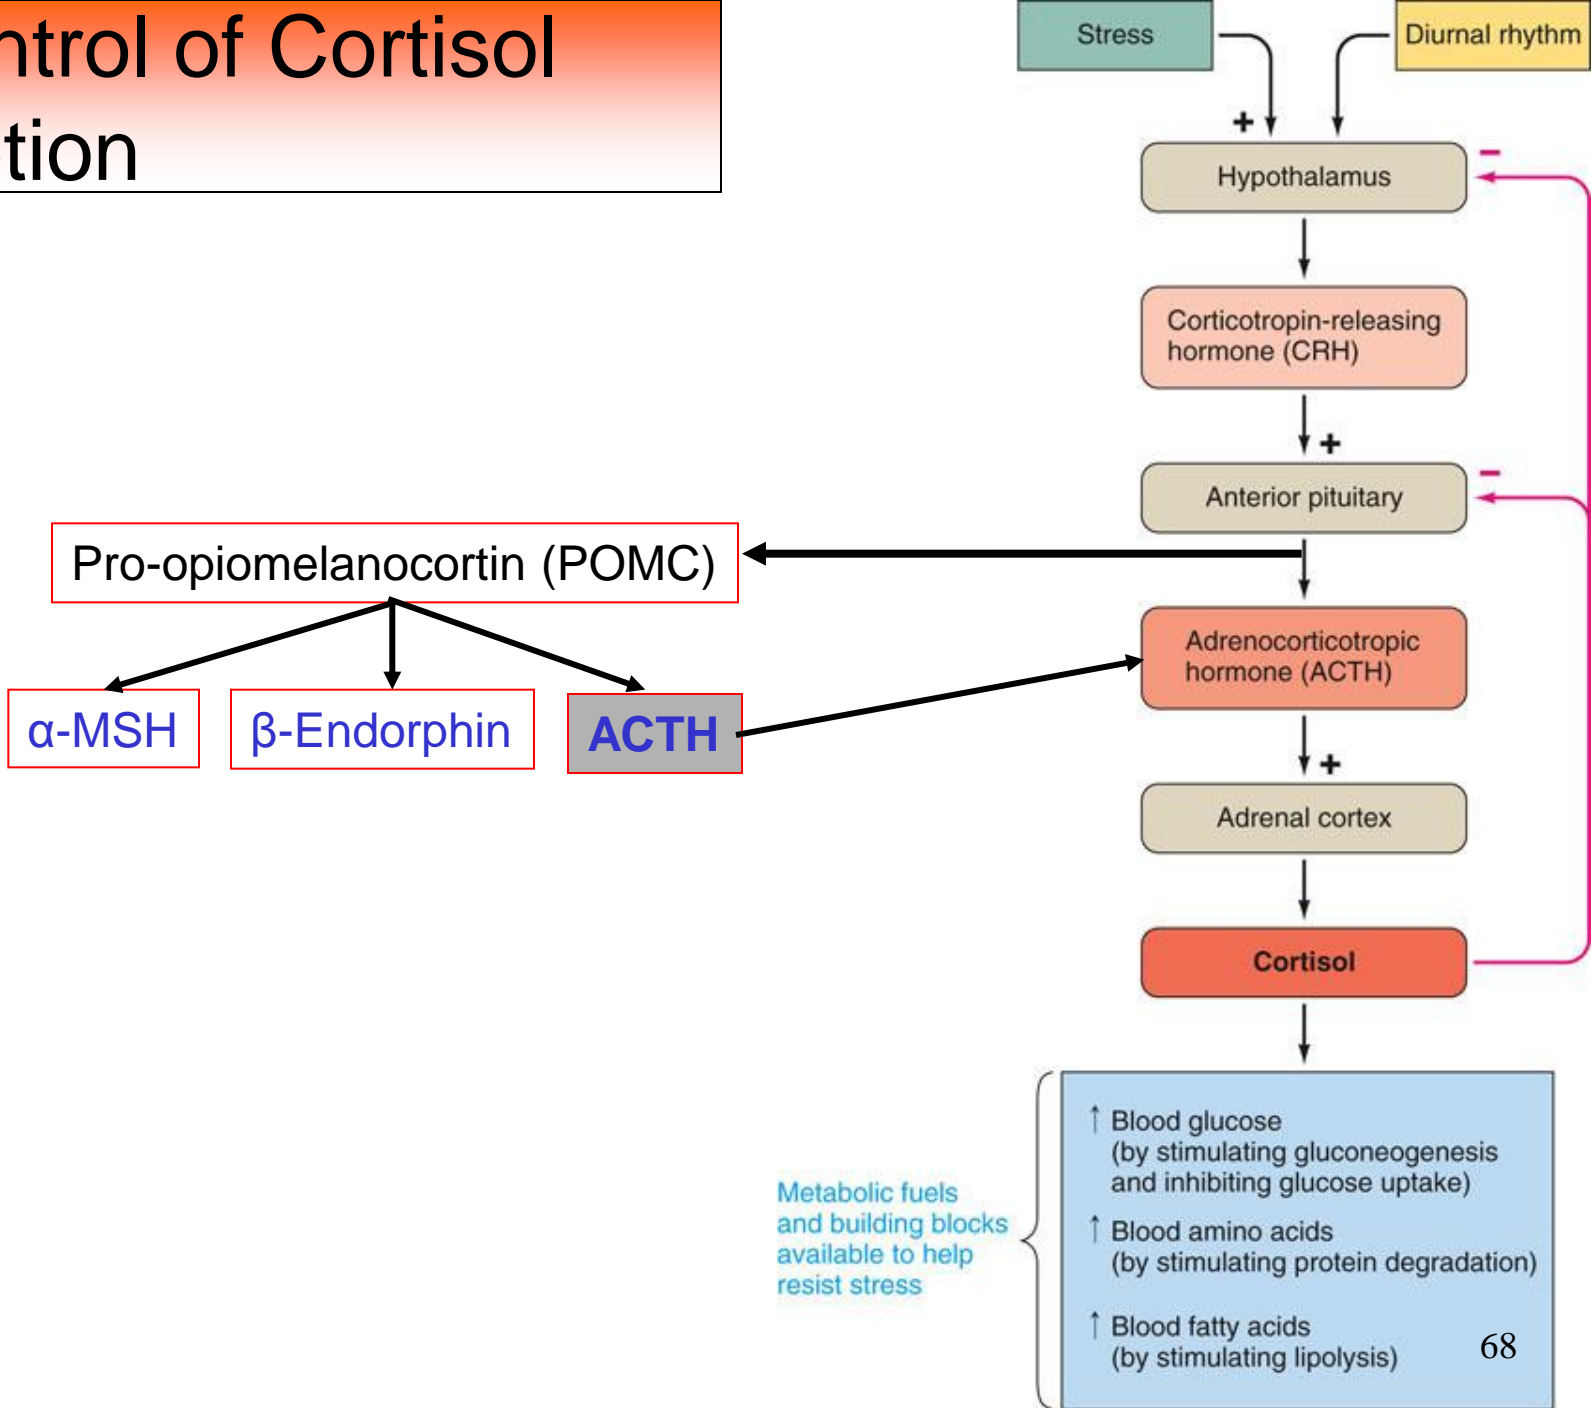 ntrol of Cortisol
tion
Stress
Diurnal rhythm
+
−
Hypothalamus
Corticotropin-releasing
hormone (CRH)
+
−
Anterior pituitary
Pro-opiomelanocortin (POMC)
α-MSH
β-Endorphin
ACTH
Adrenocorticotropic
hormone (ACTH)
+
Adrenal cortex
Cortisol
Metabolic fuels
and building blocks
available to help
resist stress
↑ Blood glucose
(by stimulating gluconeogenesis
and inhibiting glucose uptake)
↑ Blood amino acids
(by stimulating protein degradation)
↑ Blood fatty acids
(by stimulating lipolysis)
68